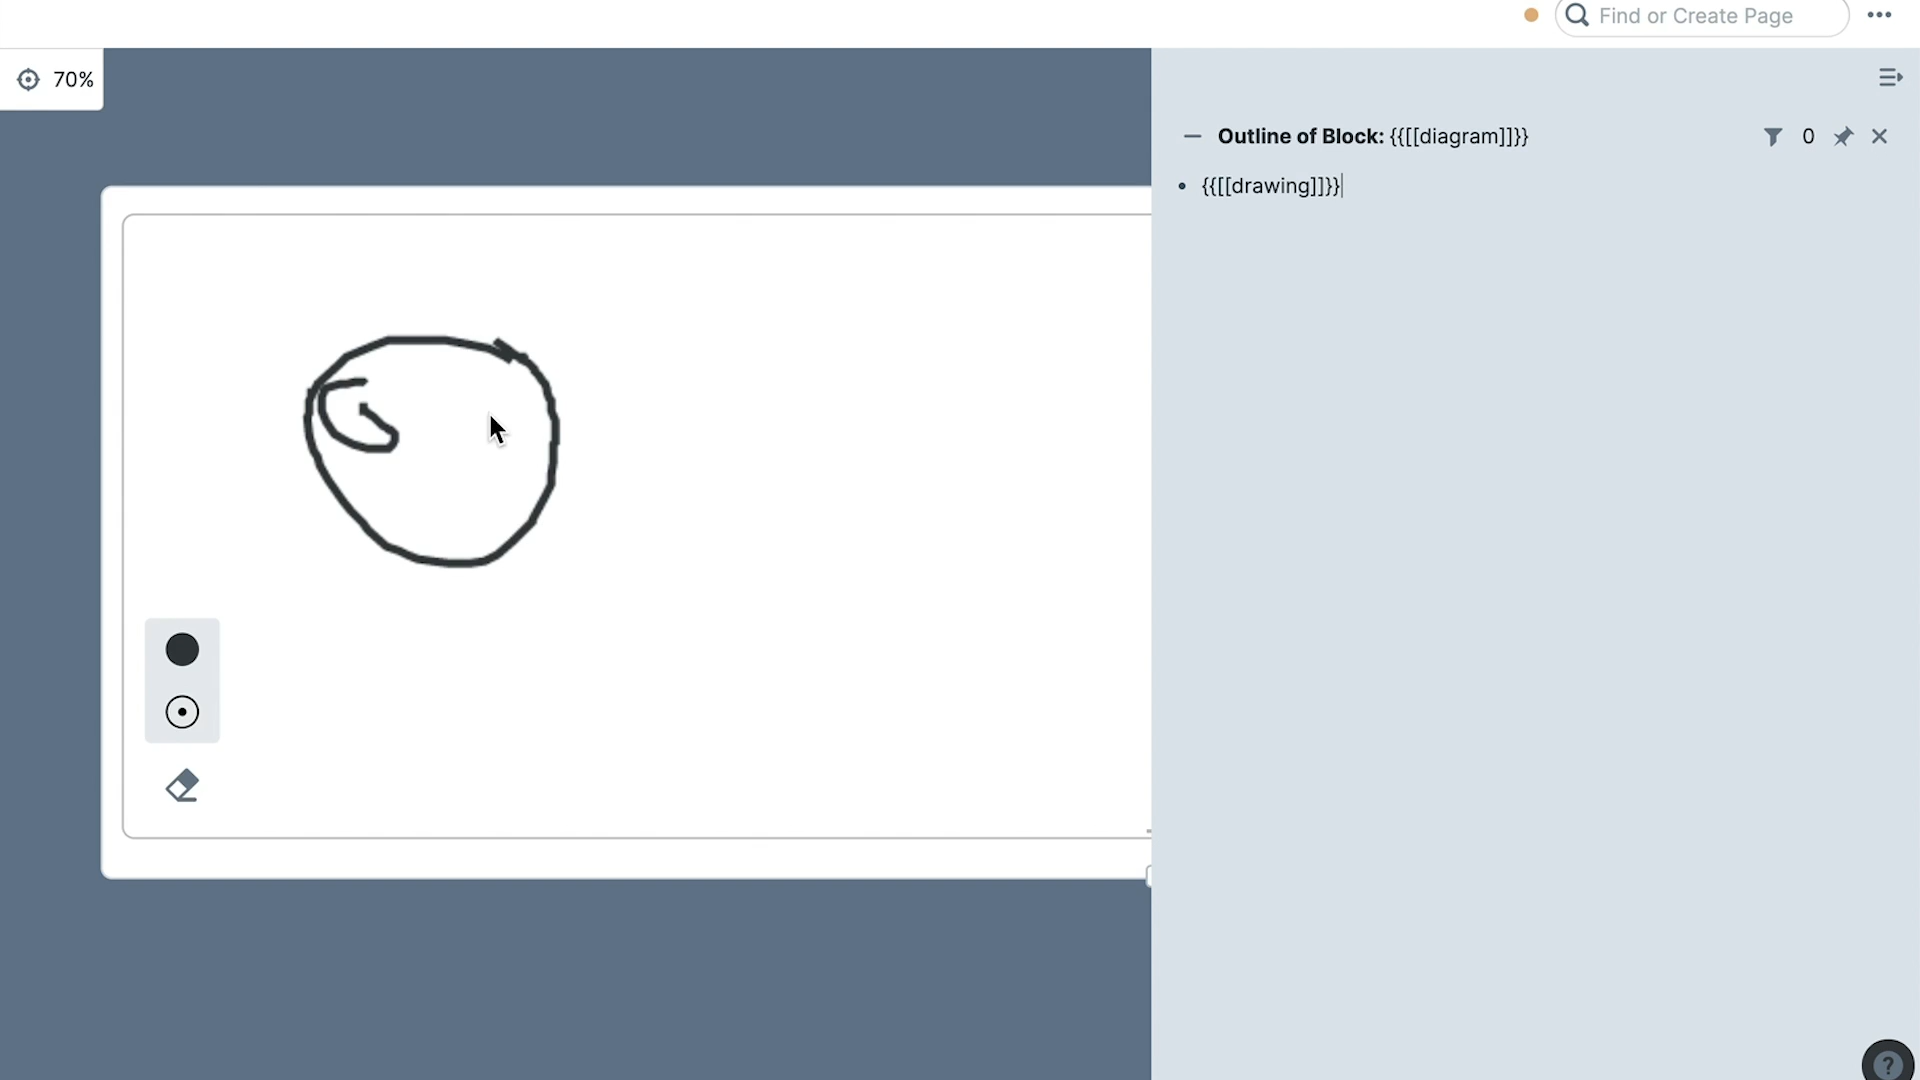 Find or Create Page
70%
Outline of Block: {{[[diagram]]}} 0
{{[[drawing]]}}
?